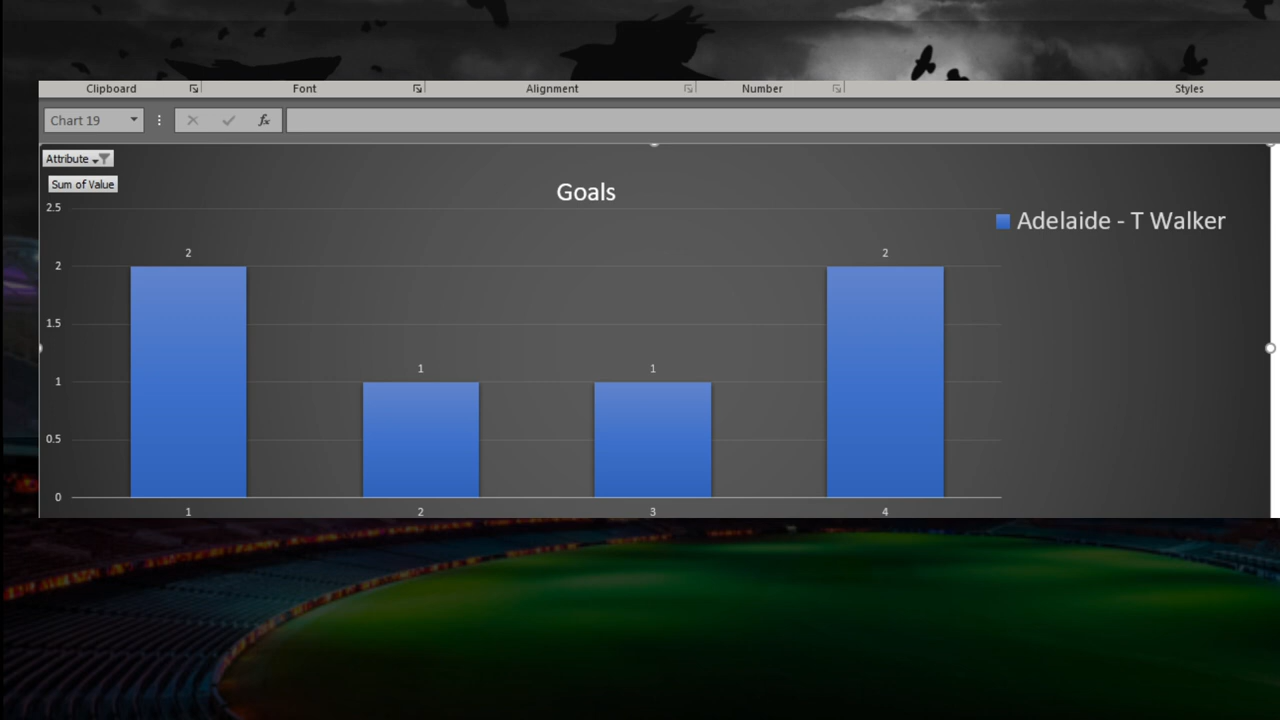 Clipboard Font Alignment Number Styles
Chart 19 fx
Attribute
Sum of Value
Goals
2.5
Adelaide - T Walker
2 2
2
1.5
1 1
1
0.5
0
1 2 3 4